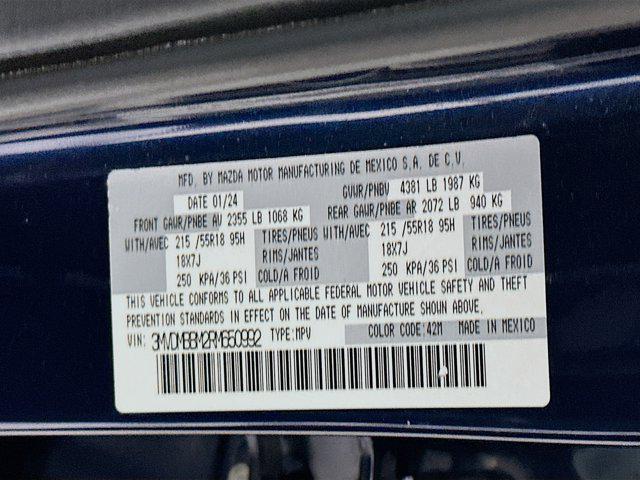 MFD. BY MAZDA MOTOR MANUFACTURING DE MEXICO S.A. DE C.V.
DATE 01/24 GVWR/PNBV 4381 LB 1987 KG
FRONT GAWR/PNBE AV 2355 LB 1068 KG REAR GAWR/PNBE AR 2072 LB 940 KG
WITH/AVEC 215 /55R18 95H TIRES/PNEUS WITH/AVEC 215 /55R18 95H TIRES/PNEUS
18X7J RIMS/JANTES 18X7J RIMS/JANTES
250 KPA/36 PSI COLD/A FROID 250 KPA/36 PSI COLD/A FROID
THIS VEHICLE CONFORMS TO ALL APPLICABLE FEDERAL MOTOR VEHICLE SAFETY AND THEFT
PREVENTION STANDARDS IN EFFECT ON THE DATE OF MANUFACTURE SHOWN ABOVE.
VIN: 3MVDMBBM2RM650992 TYPE:MPV COLOR CODE:42M MADE IN MEXICO